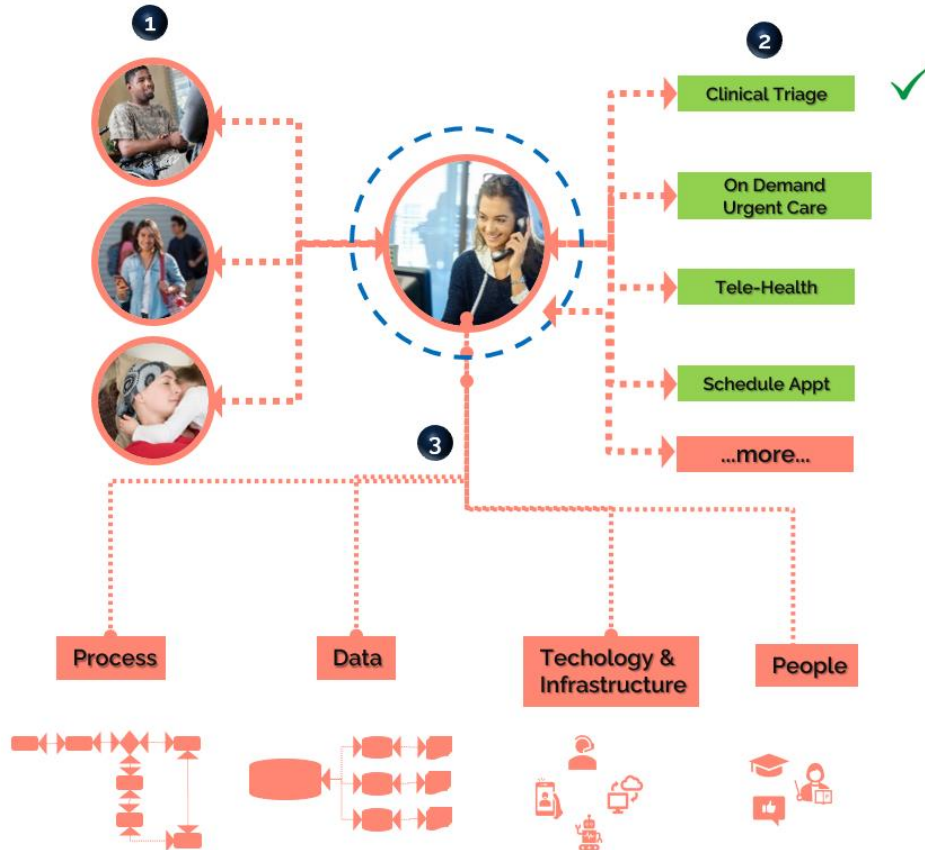 1
2
Clinical Triage
On Demand
Urgent Care
Tele-Health
Schedule Appt
...more...
3
Process
Data
Techology &
Infrastructure
People